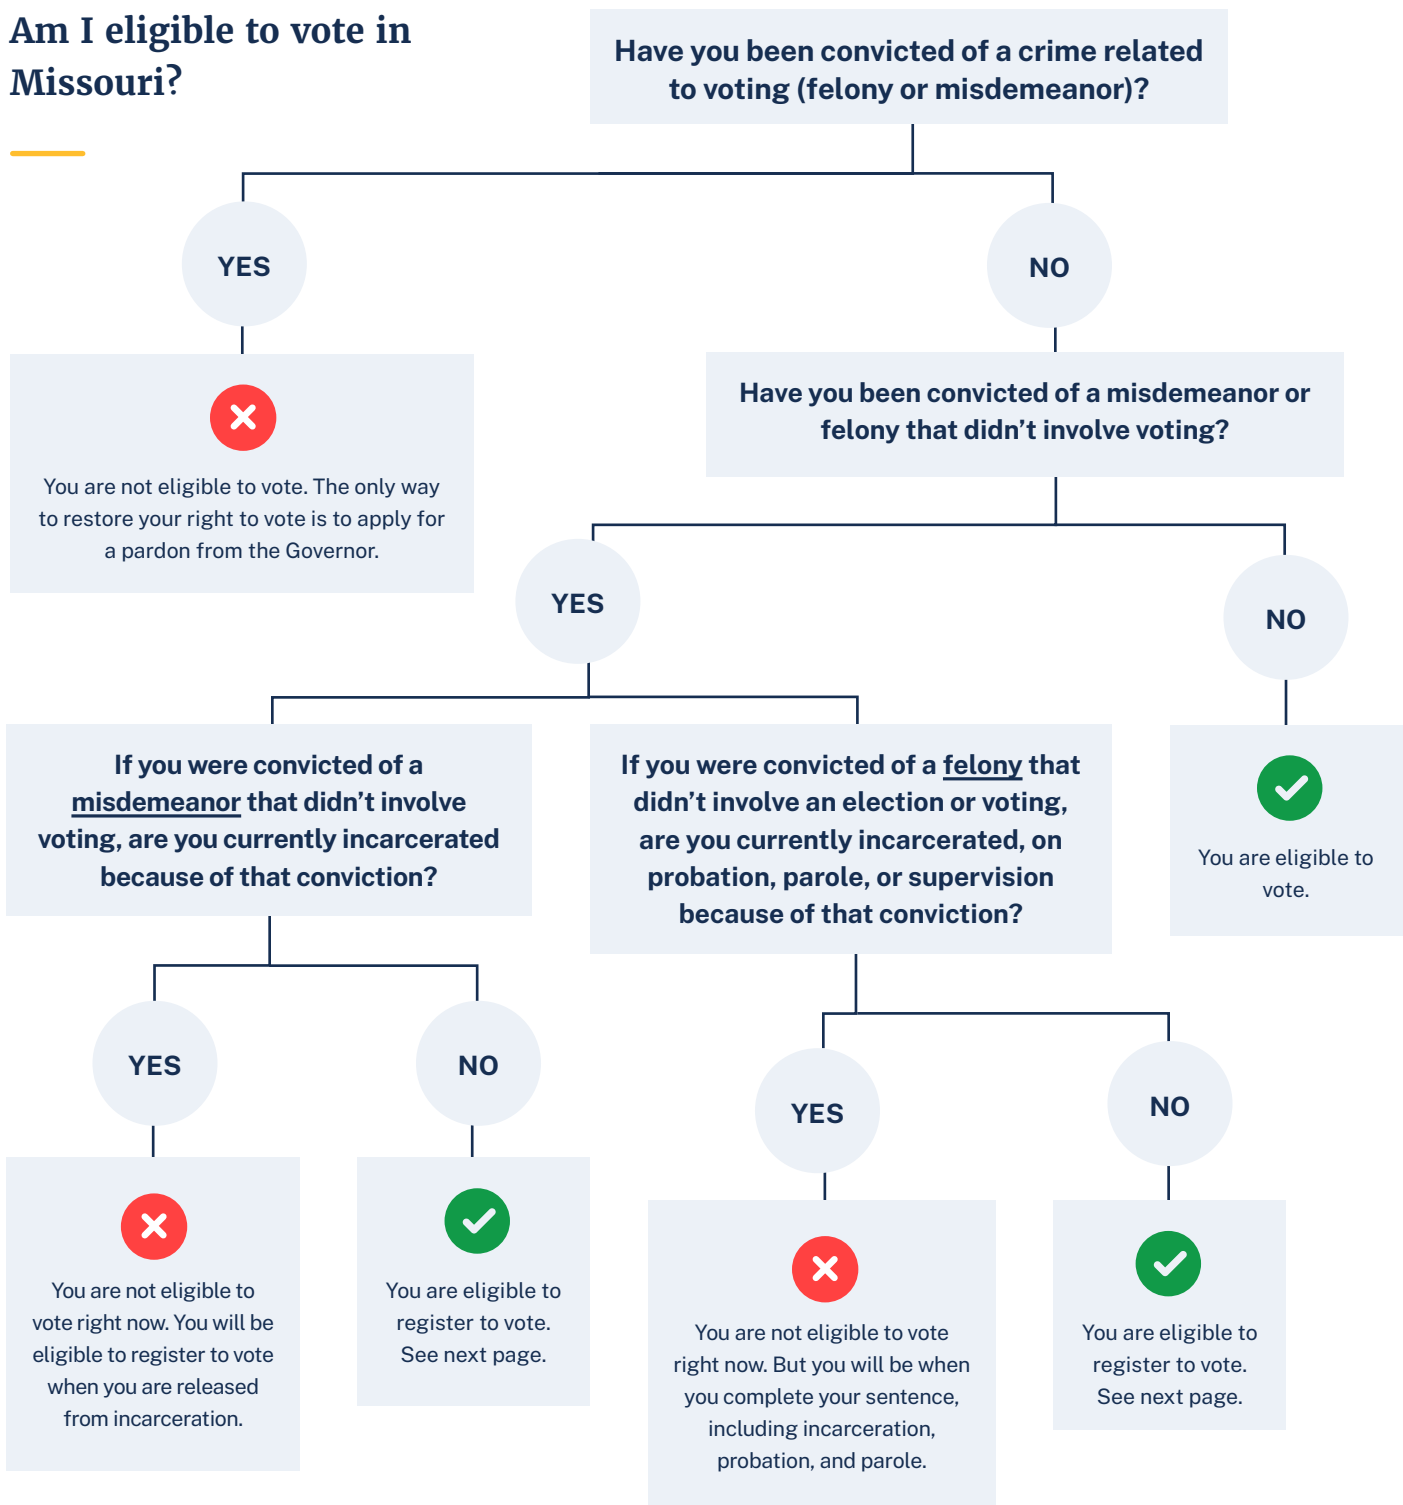 Am I eligible to vote in
Missouri?
Have you been convicted of a crime related
to voting (felony or misdemeanor)?
YES
NO
You are not eligible to vote. The only way
to restore your right to vote is to apply for
a pardon from the Governor.
Have you been convicted of a misdemeanor or
felony that didn’t involve voting?
YES
NO
If you were convicted of a
misdemeanor that didn’t involve
voting, are you currently incarcerated
because of that conviction?
If you were convicted of a felony that
didn’t involve an election or voting,
are you currently incarcerated, on
probation, parole, or supervision
because of that conviction?
You are eligible to
vote.
YES
NO
YES
NO
You are not eligible to
vote right now. You will be
eligible to register to vote
when you are released
from incarceration.
You are eligible to
register to vote.
See next page.
You are not eligible to vote
right now. But you will be when
you complete your sentence,
including incarceration,
probation, and parole.
You are eligible to
register to vote.
See next page.